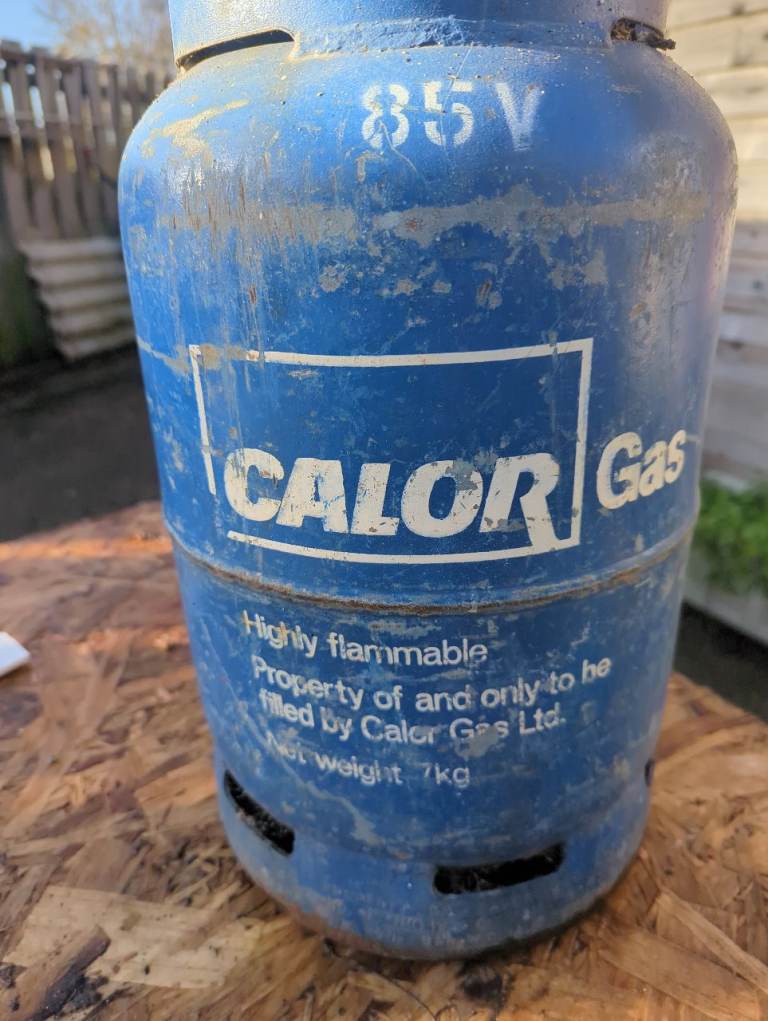 85V
CALOR Gas
Highly flammable
Property of and only to be
filled by Calor Gas Ltd.
Net weight 7kg